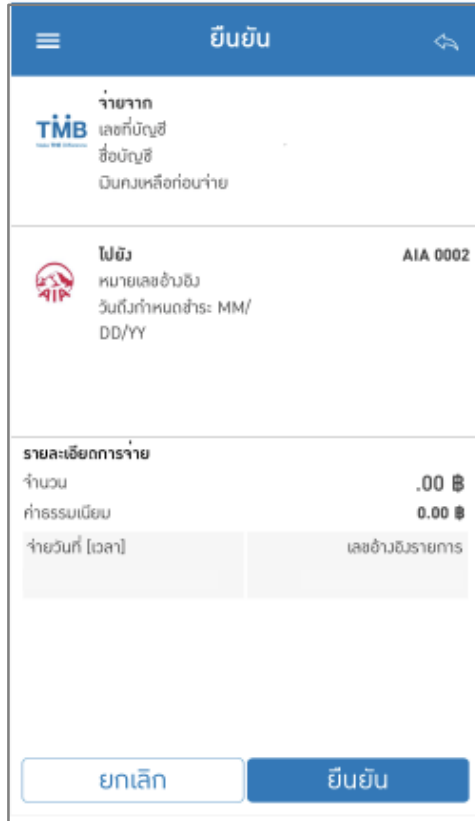 ยืนยัน
จ่ายจาก
TMB
เลขที่บัญชี
ชื่อบัญชี
เงินคงเหลือก่อนจ่าย
ไปยัง
AIA 0002
AIA
หมายเลขอ้างอิง
วันถึงกำหนดชำระ MM/
DD/YY
รายละเอียดการจ่าย
จำนวน
.00 ฿
ค่าธรรมเนียม
0.00 ฿
จ่ายวันที่ [เวลา]
เลขอ้างอิงรายการ
ยกเลิก
ยืนยัน